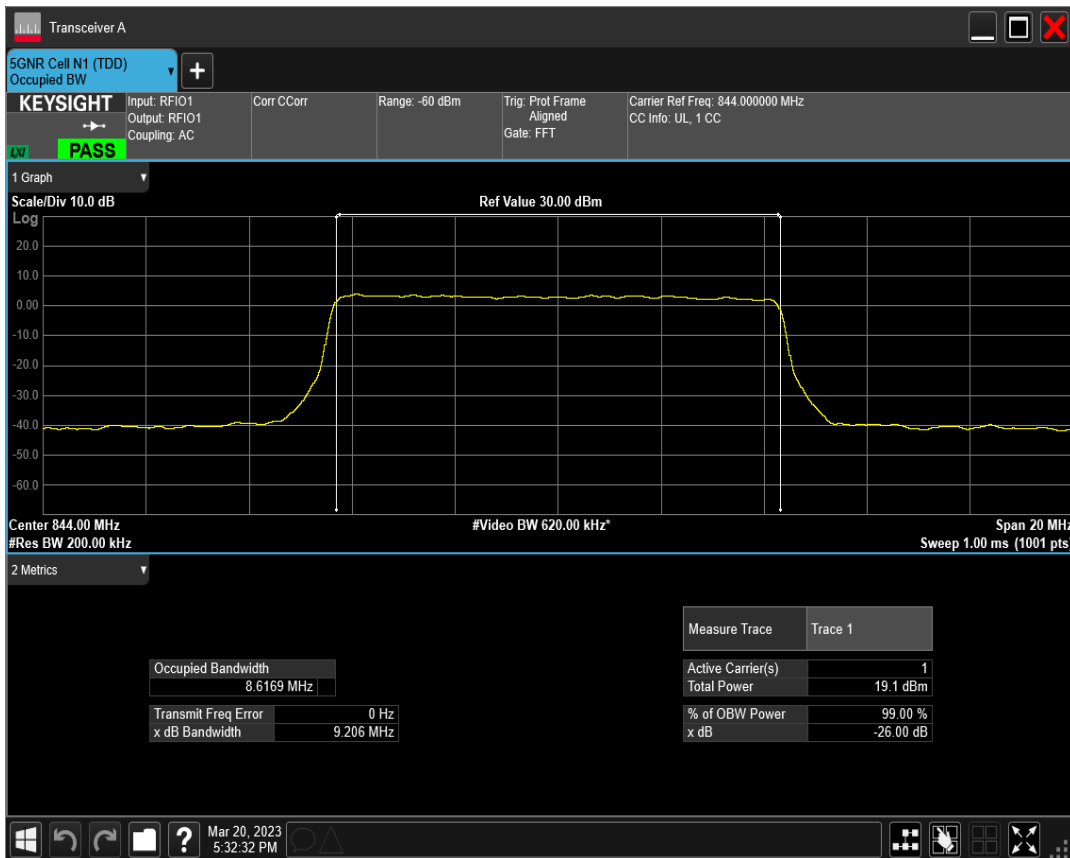 Transceiver A
5GNR Cell N1 (TDD)
Occupied BW
KEYSIGHT
LXI
PASS
Input: RFIO1
Output: RFIO1
Coupling: AC
Corr CCorr
Range: -60 dBm
Trig: Prot Frame
Aligned
Gate: FFT
Carrier Ref Freq: 844.000000 MHz
CC Info: UL, 1 CC
1 Graph
Scale/Div 10.0 dB
Ref Value 30.00 dBm
Log
20.0
10.0
0.00
-10.0
-20.0
-30.0
-40.0
-50.0
-60.0
Center 844.00 MHz
#Video BW 620.00 kHz*
Span 20 MHz
#Res BW 200.00 kHz
Sweep 1.00 ms (1001 pts)
2 Metrics
Measure Trace Trace 1
Occupied Bandwidth
8.6169 MHz
Active Carrier(s) 1
Total Power 19.1 dBm
Transmit Freq Error 0 Hz
x dB Bandwidth 9.206 MHz
% of OBW Power 99.00 %
x dB -26.00 dB
?
Mar 20, 2023
5:32:32 PM